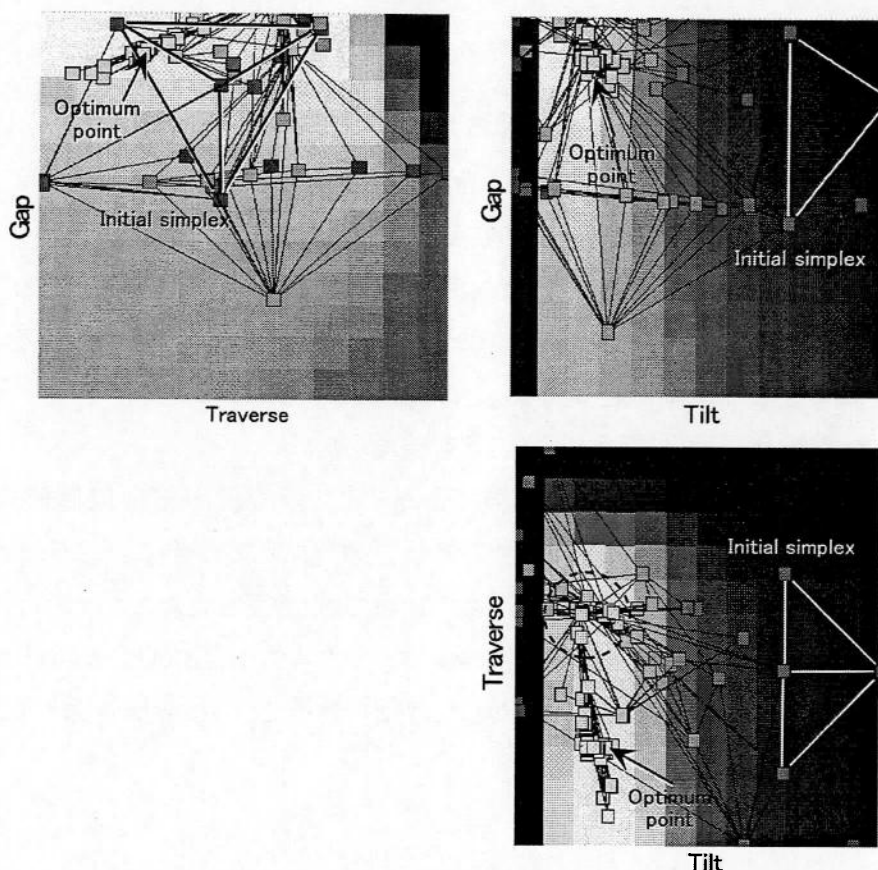 Optimum
point
Initial simplex
Gap
Traverse
Optimum
point
Initial simplex
Gap
Tilt
Initial simplex
Traverse
Optimum
point
Tilt